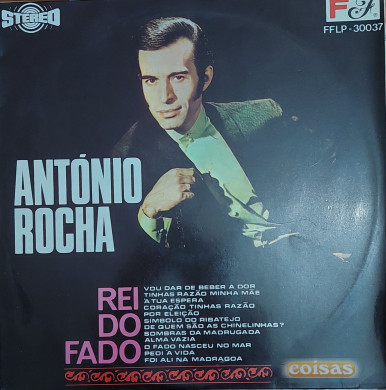 STEREO
F F
FFLP-30037
ANTÓNIO
ROCHA
REI
DO
FADO
VOU DAR DE BEBER A DOR
TINHAS RAZÃO MINHA MÃE
À TUA ESPERA
CORAÇÃO TINHAS RAZÃO
POR ELEIÇÃO
SÍMBOLO DO RIBATEJO
DE QUEM SÃO AS CHINELINHAS?
SOMBRAS DA MADRUGADA
ALMA VAZIA
O FADO NASCEU NO MAR
PEDI À VIDA
FOI ALI NA MADRAGOA
coisas